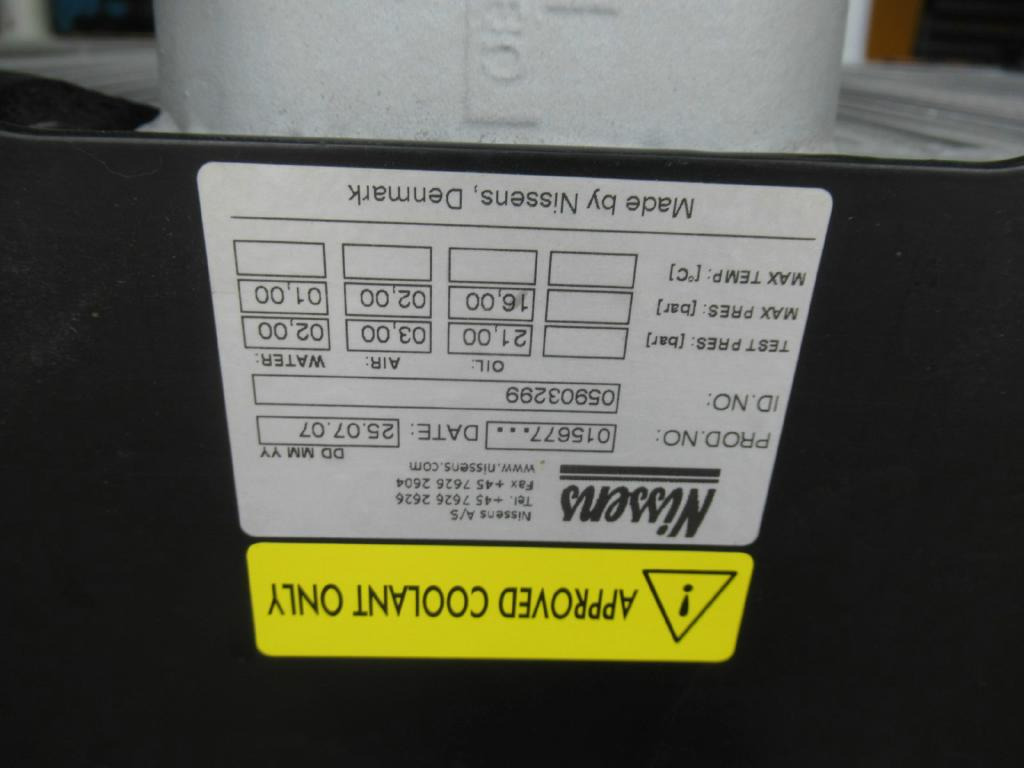 APPROVED COOLANT ONLY
Nissens
Nissens A/S
Tel. +45 7626 2626
Fax +45 7626 2604
www.nissens.com
DD MM YY
PROD.NO: 015677... DATE: 25.07.07
ID.NO: 05903299
OIL: AIR: WATER:
TEST PRES: [bar] 21,00 03,00 02,00
MAX PRES: [bar] 16,00 02,00 01,00
MAX TEMP: [°C]
Made by Nissens, Denmark